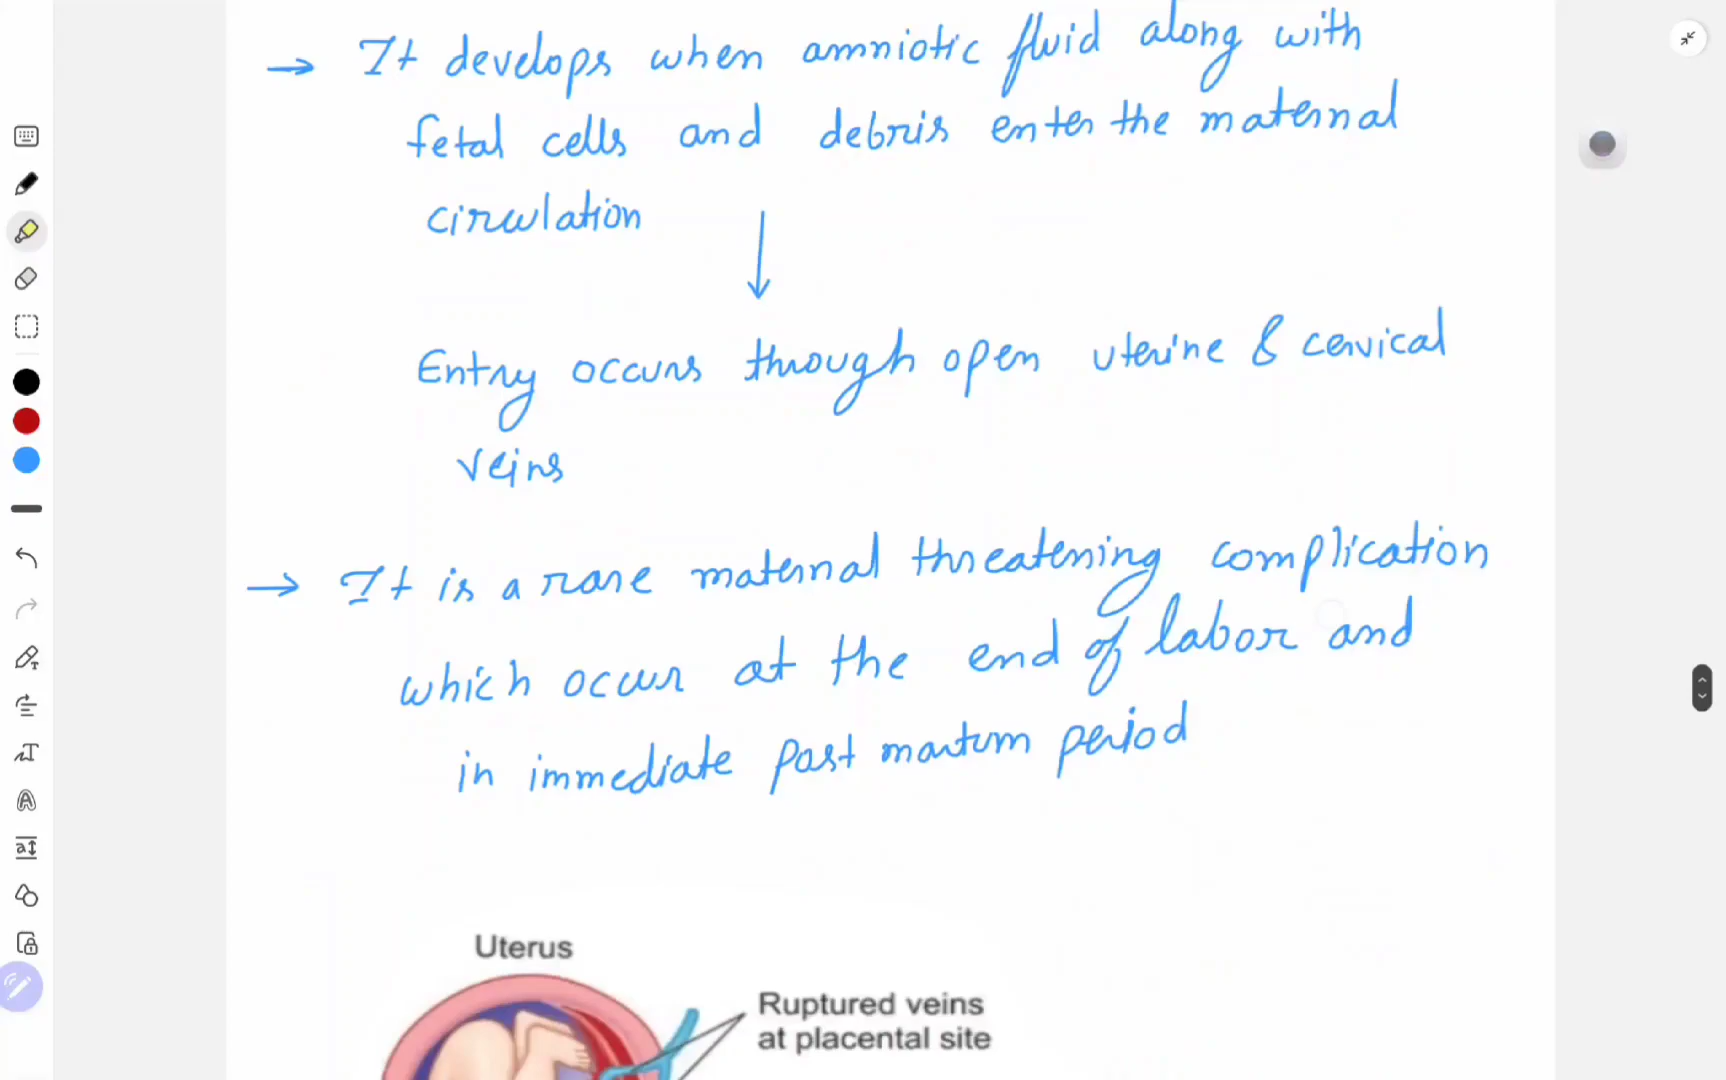 → It develops when amniotic fluid along with
fetal cells and debris enter the maternal
circulation
↓
Entry occurs through open uterine & cervical
veins
→ It is a rare maternal threatening complication
which occur at the end of labor and
in immediate post martum period
Uterus
Ruptured veins
at placental site